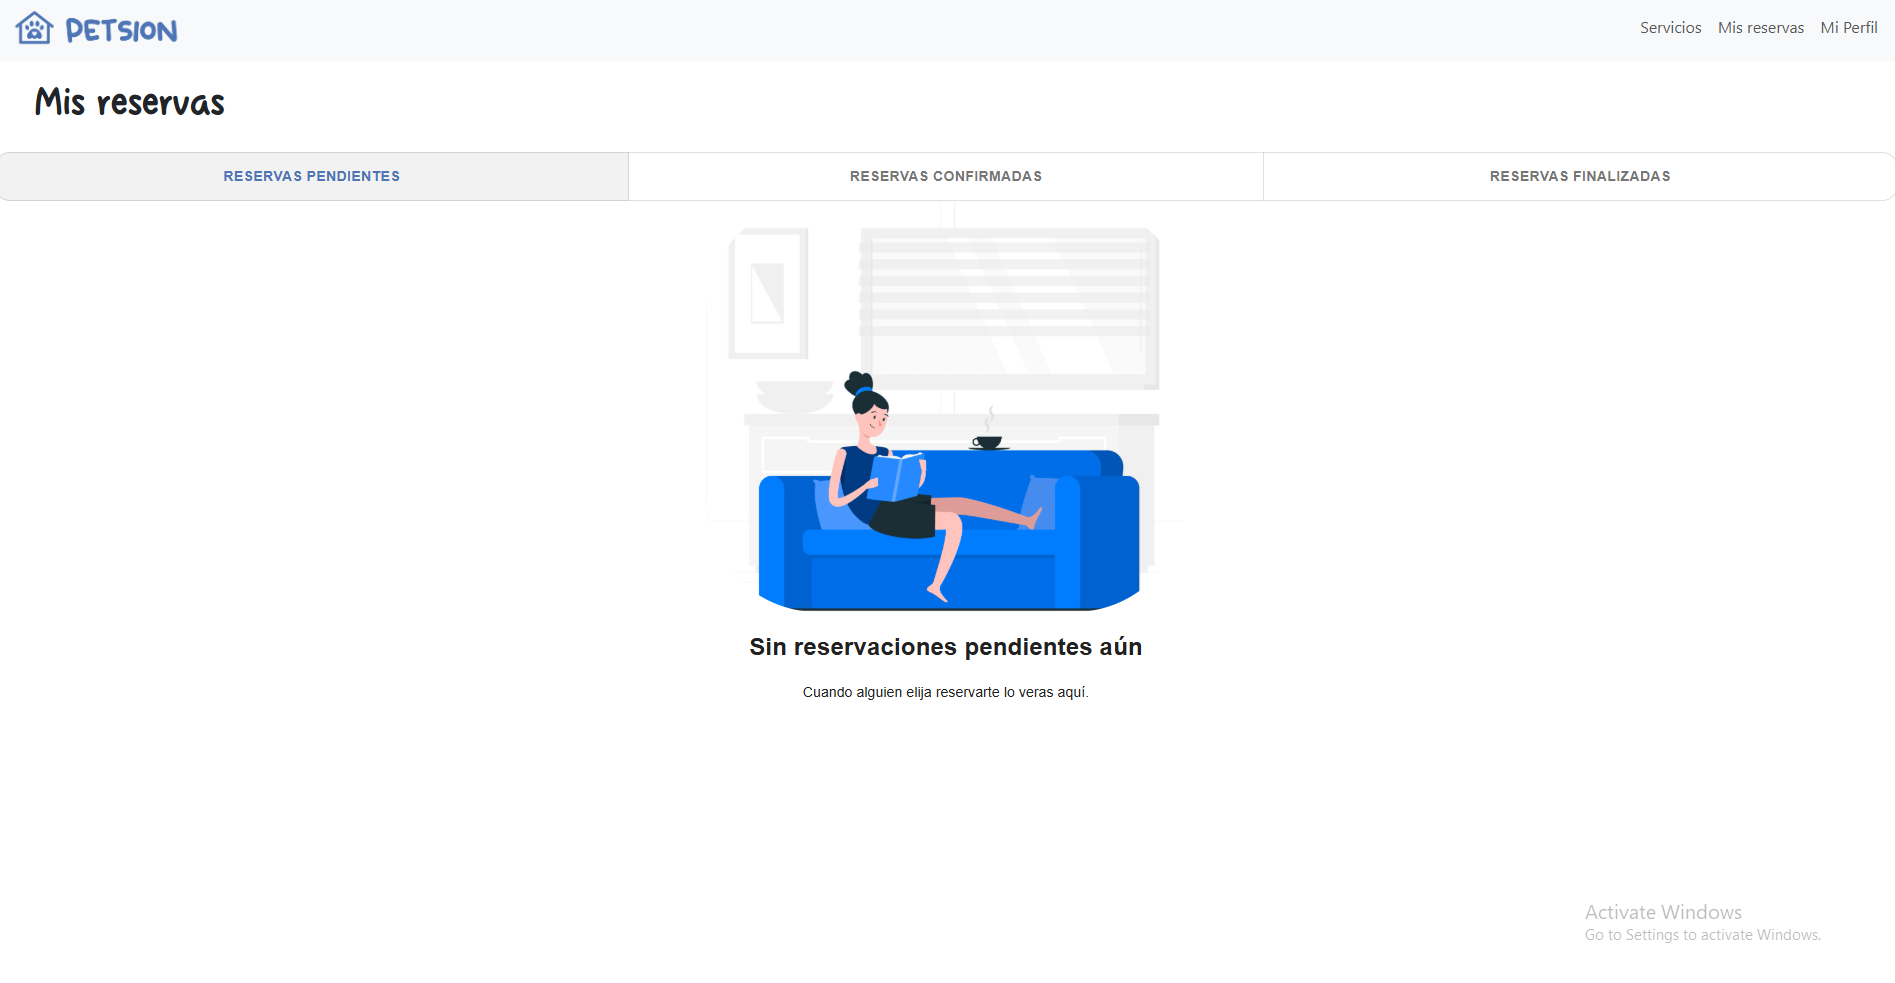 PETSION
Servicios Mis reservas Mi Perfil
Mis reservas
RESERVAS PENDIENTES RESERVAS CONFIRMADAS RESERVAS FINALIZADAS
Sin reservaciones pendientes aún
Cuando alguien elija reservarte lo veras aquí.
Activate Windows
Go to Settings to activate Windows.